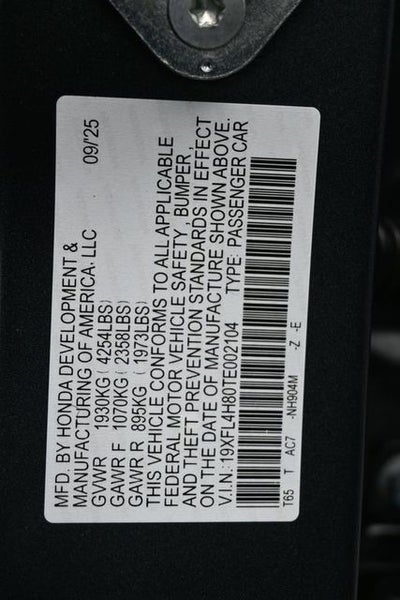 MFD. BY HONDA DEVELOPMENT &
MANUFACTURING OF AMERICA, LLC 09/'25
GVWR 1930KG ( 4254LBS)
GAWR F 1070KG ( 2358LBS)
GAWR R 895KG ( 1973LBS)
THIS VEHICLE CONFORMS TO ALL APPLICABLE
FEDERAL MOTOR VEHICLE SAFETY , BUMPER ,
AND THEFT PREVENTION STANDARDS IN EFFECT
ON THE DATE OF MANUFACTURE SHOWN ABOVE.
V.I.N.: 19XFL4H80TE002104 TYPE: PASSENGER CAR
T65 T AC7 -NH904M -Z -E